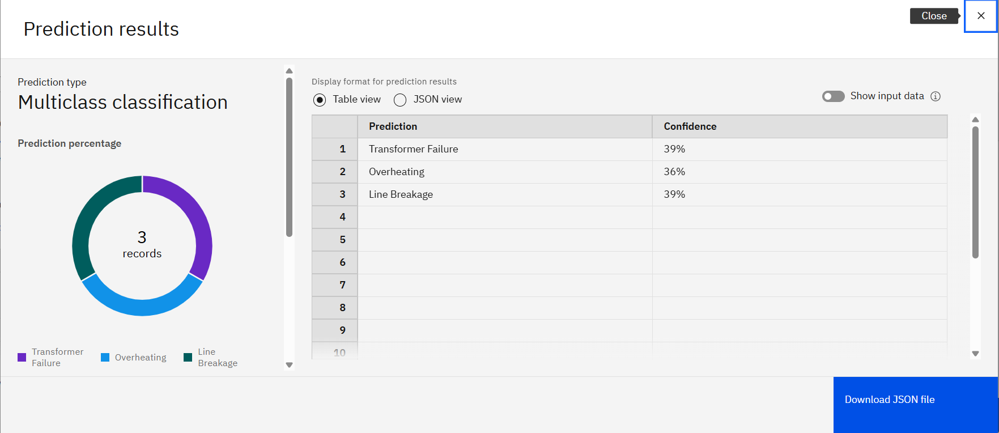 Prediction results
Close
Prediction type
Multiclass classification
Prediction percentage
3
records
Transformer Failure
Overheating
Line Breakage
Display format for prediction results
Table view
JSON view
Show input data
Prediction Confidence
1 Transformer Failure 39%
2 Overheating 36%
3 Line Breakage 39%
4
5
6
7
8
9
10
Download JSON file